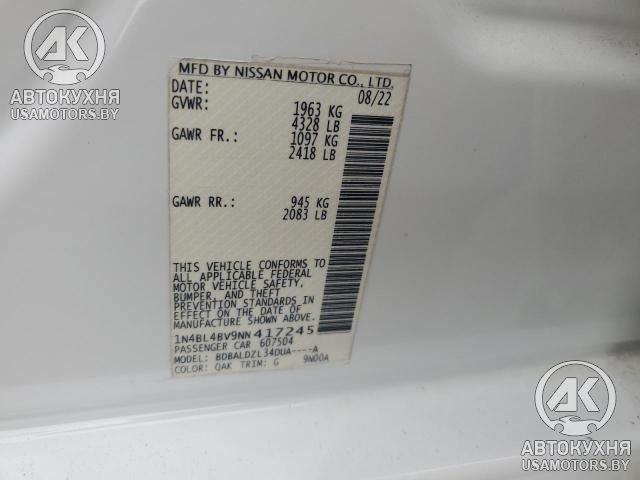 AK
АВТОКУХНЯ
USAMOTORS.BY
MFD BY NISSAN MOTOR CO., LTD.
DATE: 08/22
GVWR: 1963 KG
4328 LB
GAWR FR.: 1097 KG
2418 LB
GAWR RR.: 945 KG
2083 LB
THIS VEHICLE CONFORMS TO
ALL APPLICABLE FEDERAL
MOTOR VEHICLE SAFETY,
BUMPER, AND THEFT
PREVENTION STANDARDS IN
EFFECT ON THE DATE OF
MANUFACTURE SHOWN ABOVE.
1N4BL4BV9NN417245
PASSENGER CAR 607504
MODEL: BDBALDZL34DUA----A
COLOR: QAK TRIM: G 9N00A
AK
АВТОКУХНЯ
USAMOTORS.BY